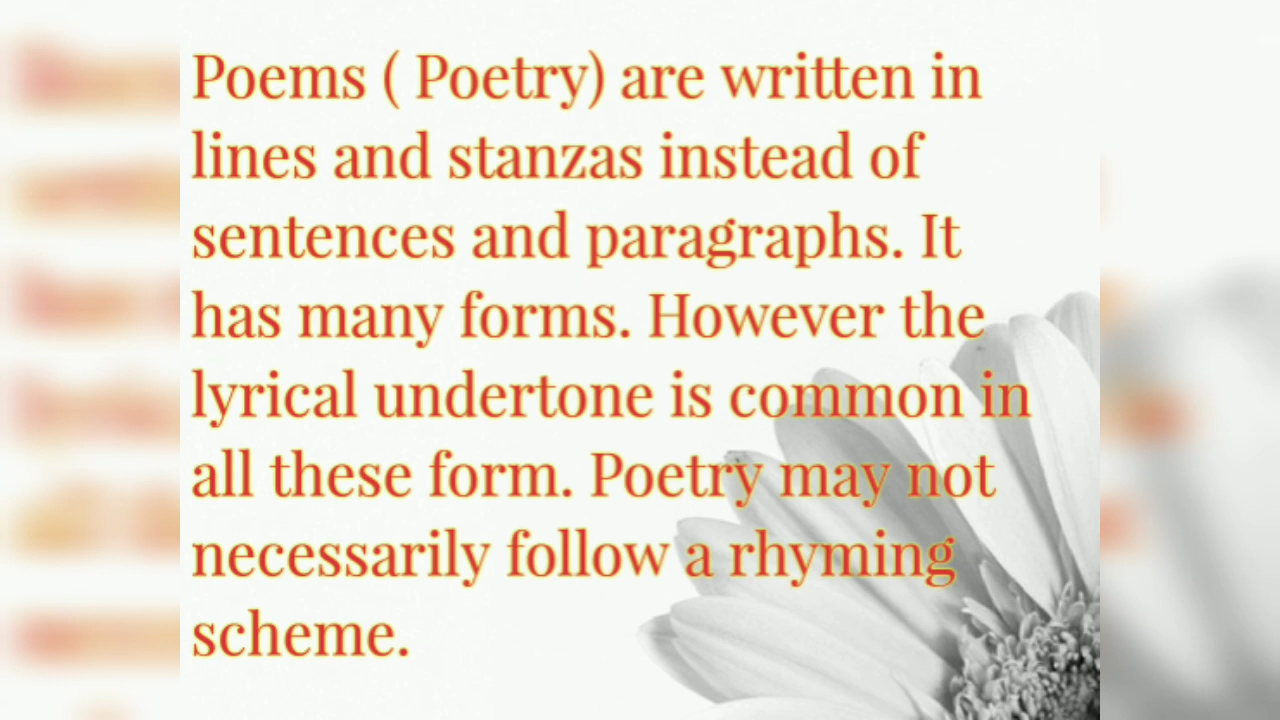 Poems ( Poetry) are written in
lines and stanzas instead of
sentences and paragraphs. It
has many forms. However the
lyrical undertone is common in
all these form. Poetry may not
necessarily follow a rhyming
scheme.